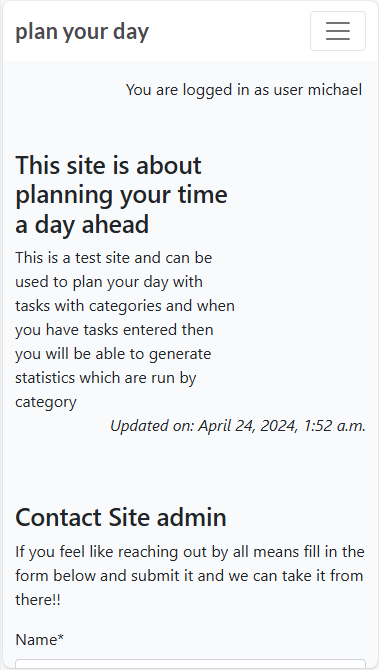 plan your day
You are logged in as user michael
This site is about
planning your time
a day ahead
This is a test site and can be
used to plan your day with
tasks with categories and when
you have tasks entered then
you will be able to generate
statistics which are run by
category
Updated on: April 24, 2024, 1:52 a.m.
Contact Site admin
If you feel like reaching out by all means fill in the
form below and submit it and we can take it from
there!!
Name*